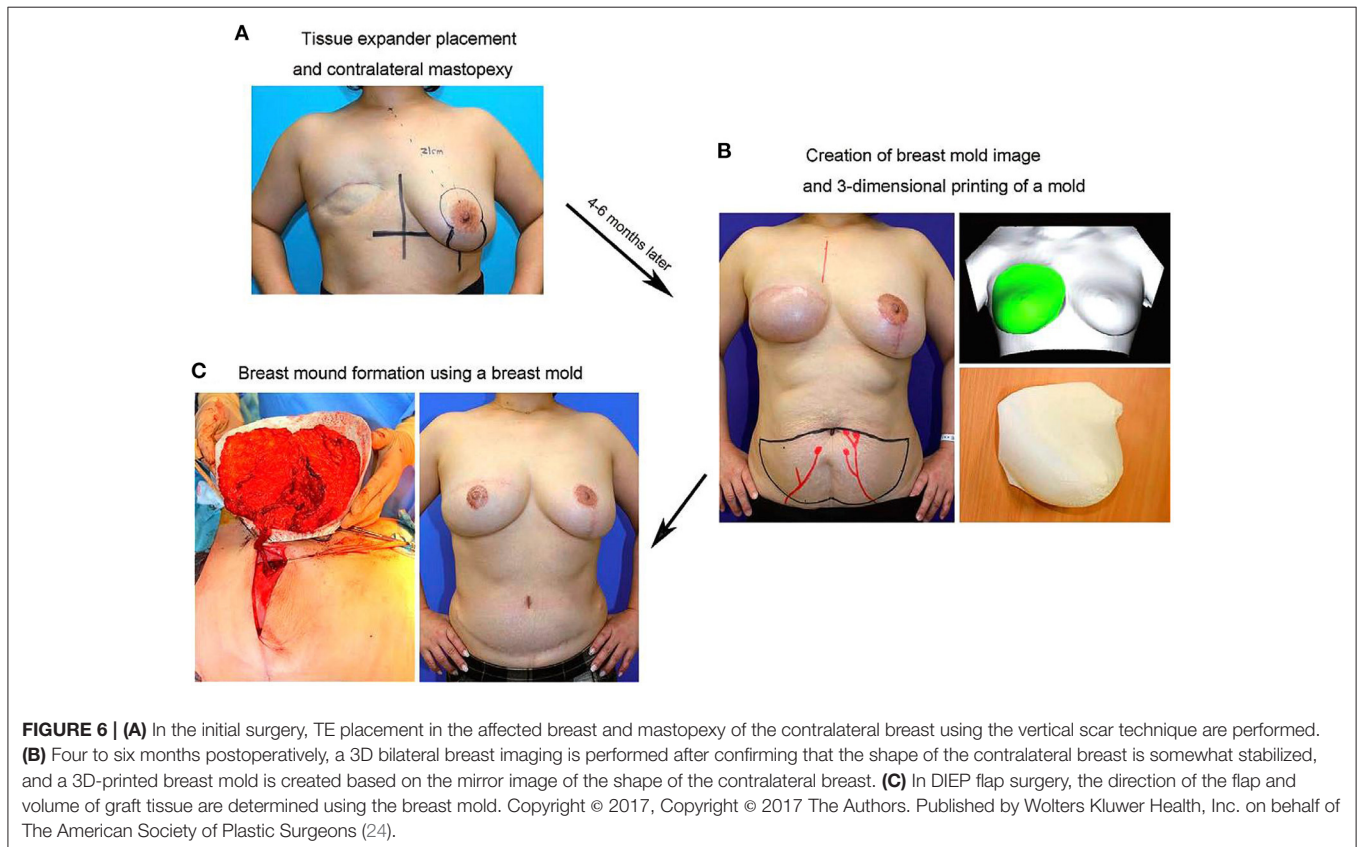 A
Tissue expander placement
and contralateral mastopexy
21cm
4-6 months later
B
Creation of breast mold image
and 3-dimensional printing of a mold
C Breast mound formation using a breast mold
FIGURE 6 | (A) In the initial surgery, TE placement in the affected breast and mastopexy of the contralateral breast using the vertical scar technique are performed.
(B) Four to six months postoperatively, a 3D bilateral breast imaging is performed after confirming that the shape of the contralateral breast is somewhat stabilized,
and a 3D-printed breast mold is created based on the mirror image of the shape of the contralateral breast. (C) In DIEP flap surgery, the direction of the flap and
volume of graft tissue are determined using the breast mold. Copyright © 2017, Copyright © 2017 The Authors. Published by Wolters Kluwer Health, Inc. on behalf of
The American Society of Plastic Surgeons (24).